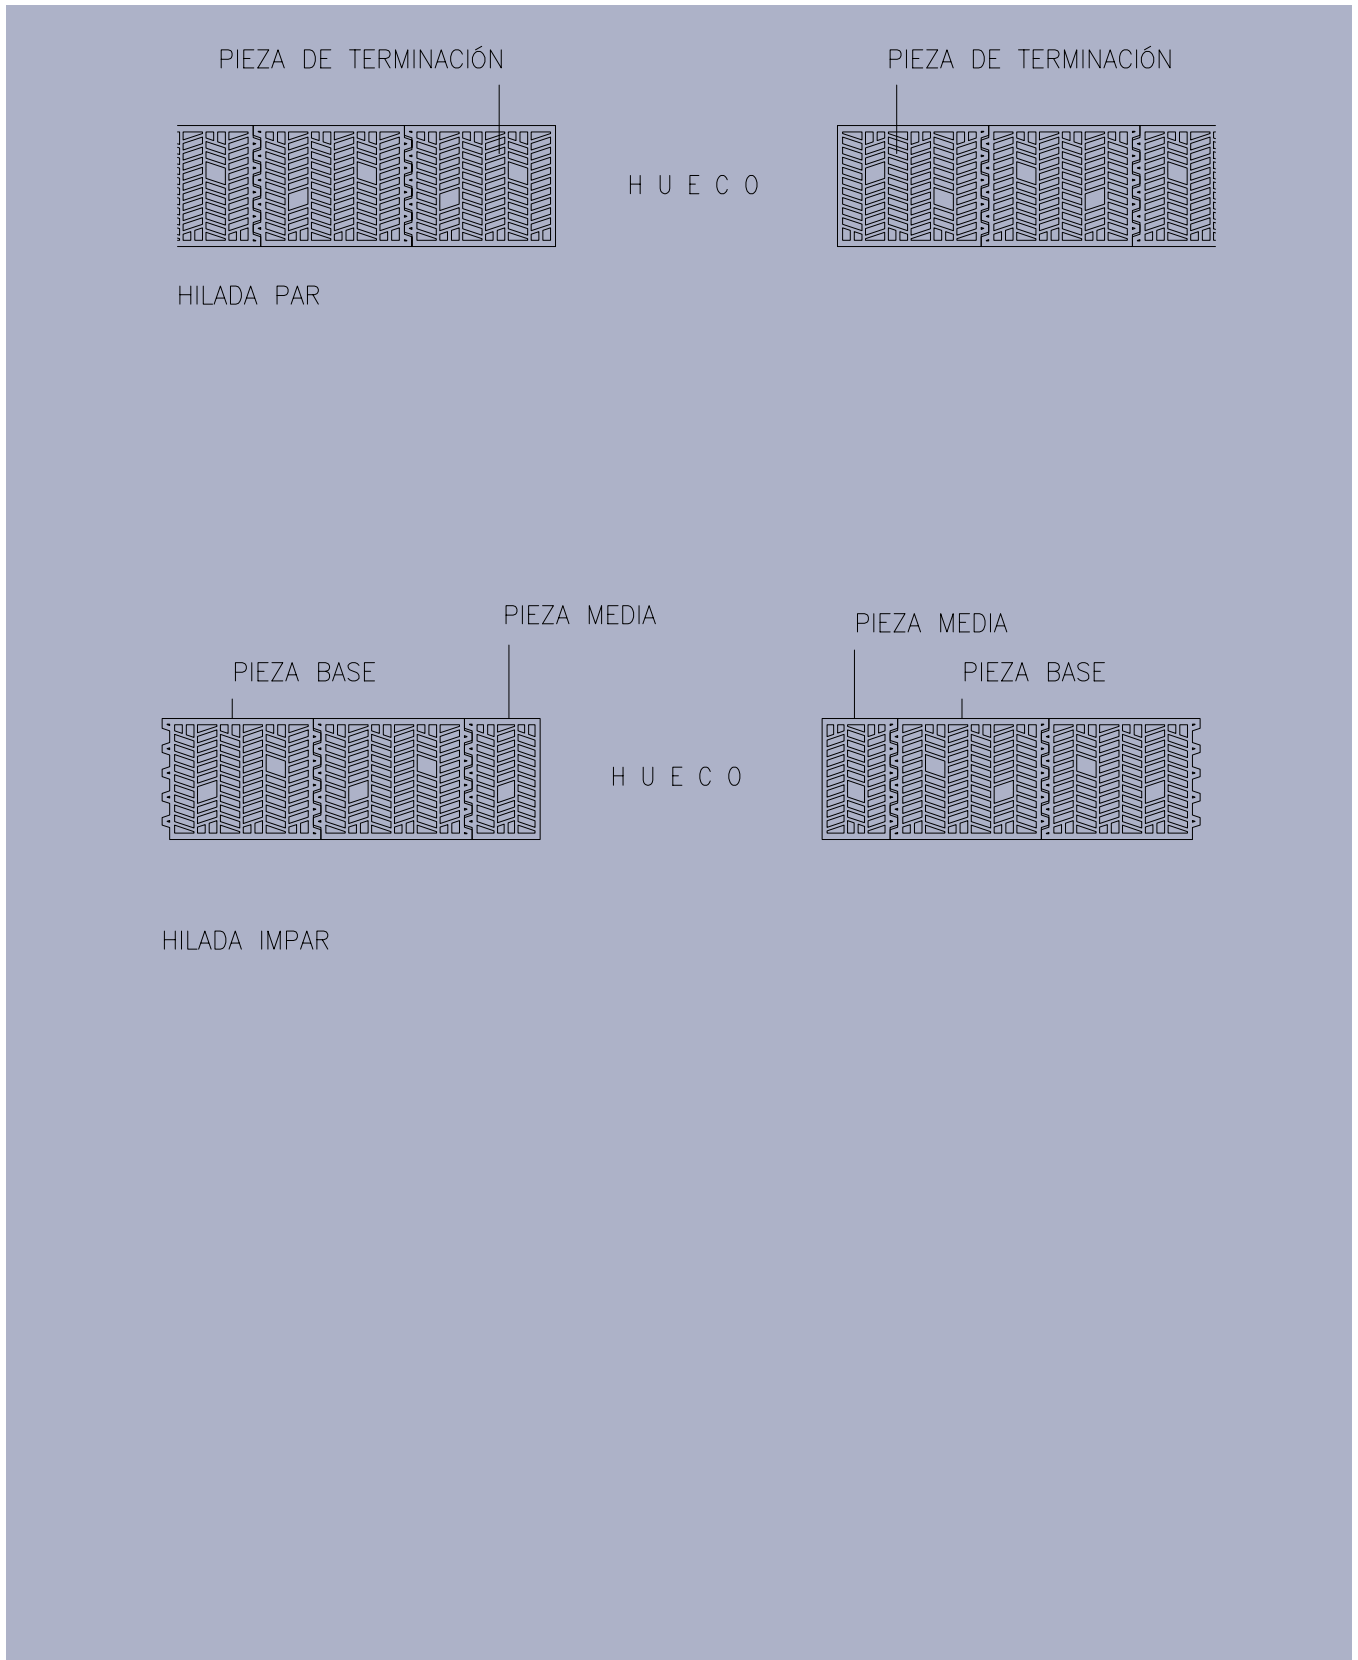 PIEZA DE TERMINACIÓN
PIEZA DE TERMINACIÓN
H U E C O
HILADA PAR
PIEZA MEDIA
PIEZA MEDIA
PIEZA BASE
PIEZA BASE
H U E C O
HILADA IMPAR